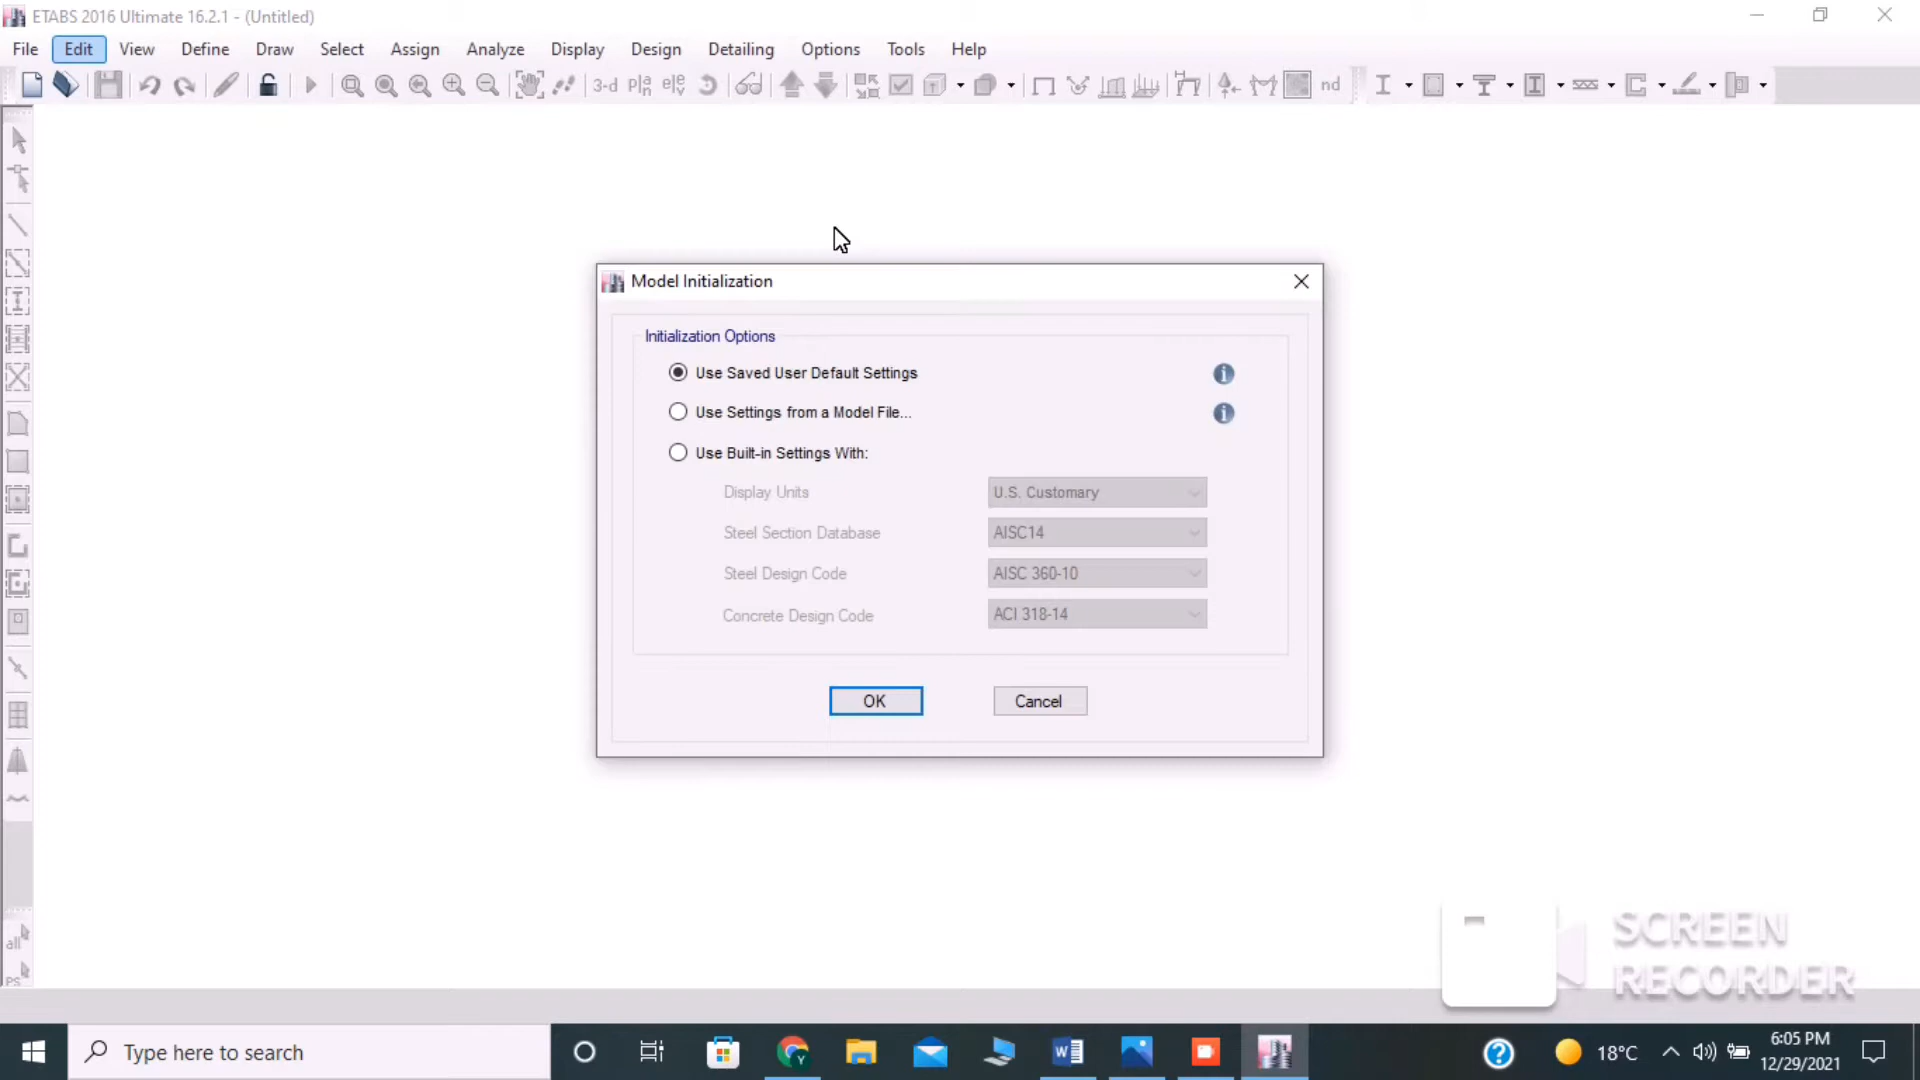 ETABS 2016 Ultimate 16.2.1 - (Untitled)
File Edit View Define Draw Select Assign Analyze Display Design Detailing Options Tools Help
3-d pla ele nd
Model Initialization
Initialization Options
Use Saved User Default Settings
Use Settings from a Model File...
Use Built-in Settings With:
Display Units U.S. Customary
Steel Section Database AISC14
Steel Design Code AISC 360-10
Concrete Design Code ACI 318-14
OK Cancel
all
ps
SCREEN
RECORDER
Type here to search
18°C
6:05 PM
12/29/2021